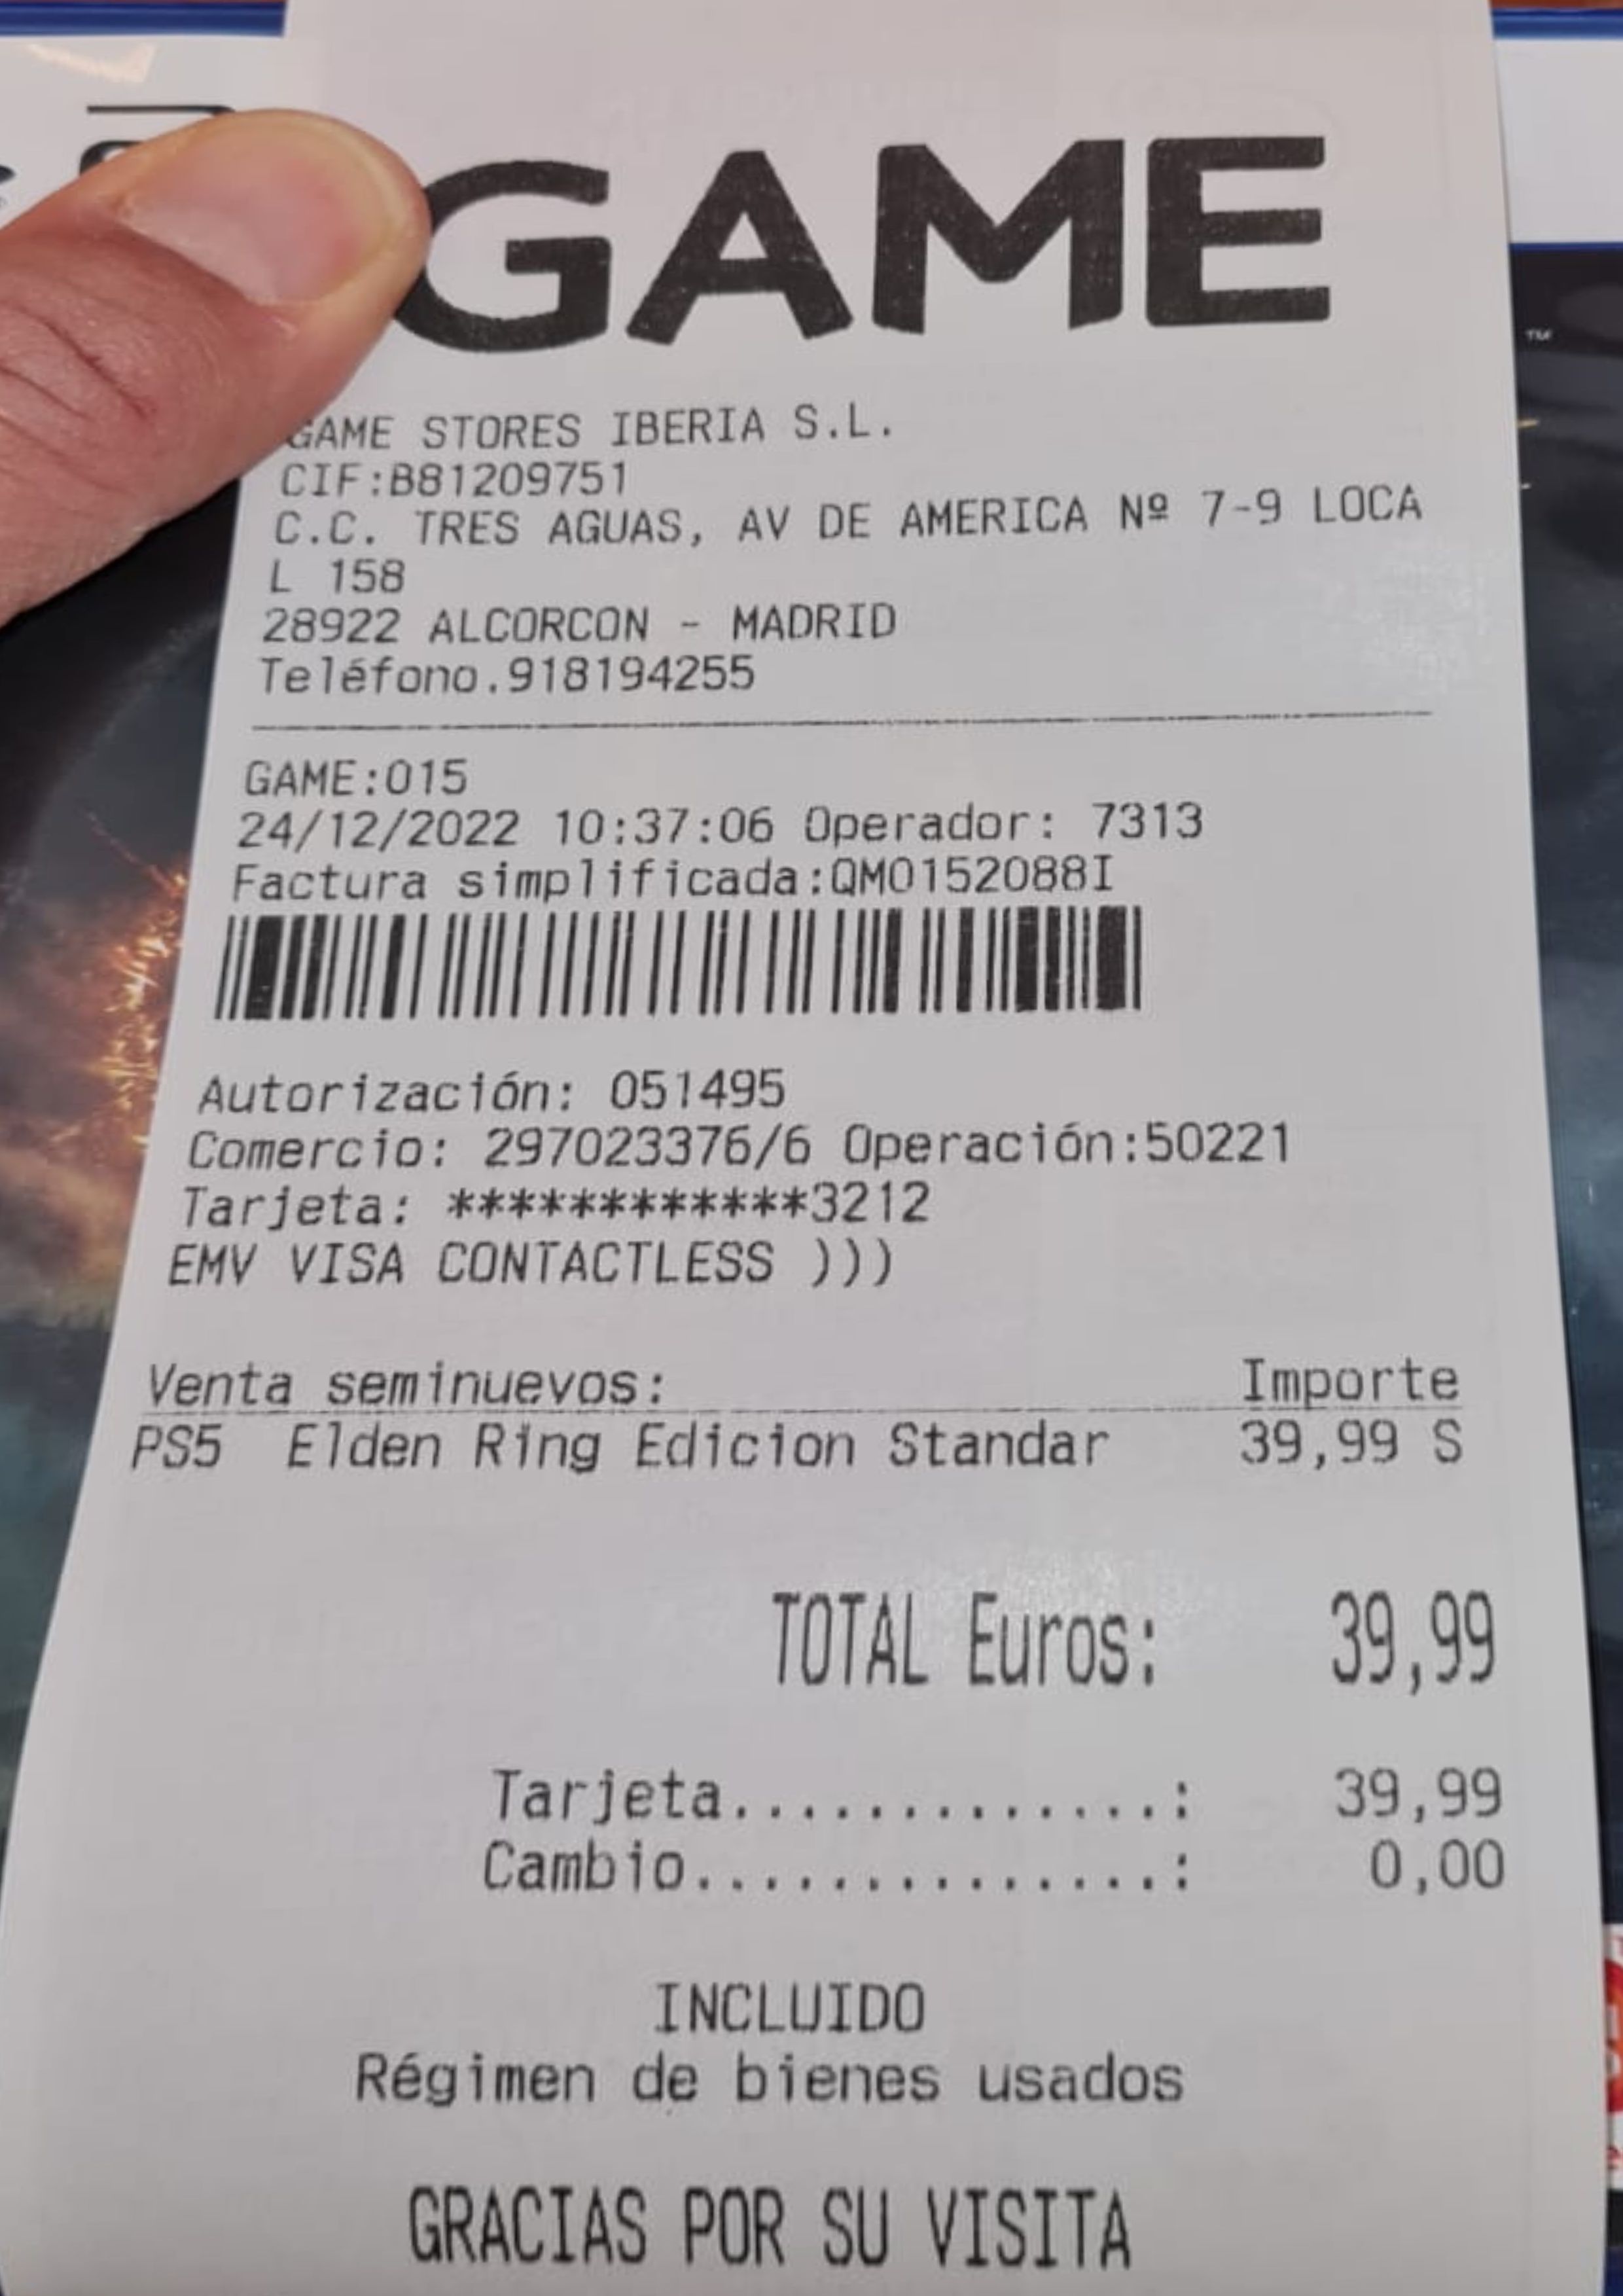 GAME
™
GAME STORES IBERIA S.L.
CIF:B81209751
C.C. TRES AGUAS, AV DE AMERICA Nº 7-9 LOCA
L 158
28922 ALCORCON - MADRID
Teléfono.918194255
GAME:015
24/12/2022 10:37:06 Operador: 7313
Factura simplificada:QM0152088I
Autorización: 051495
Comercio: 297023376/6 Operación:50221
Tarjeta: ************3212
EMV VISA CONTACTLESS )))
Venta seminuevos: Importe
PS5 Elden Ring Edicion Standar 39,99 S
TOTAL Euros: 39,99
Tarjeta..............: 39,99
Cambio...............: 0,00
INCLUIDO
Régimen de bienes usados
GRACIAS POR SU VISITA